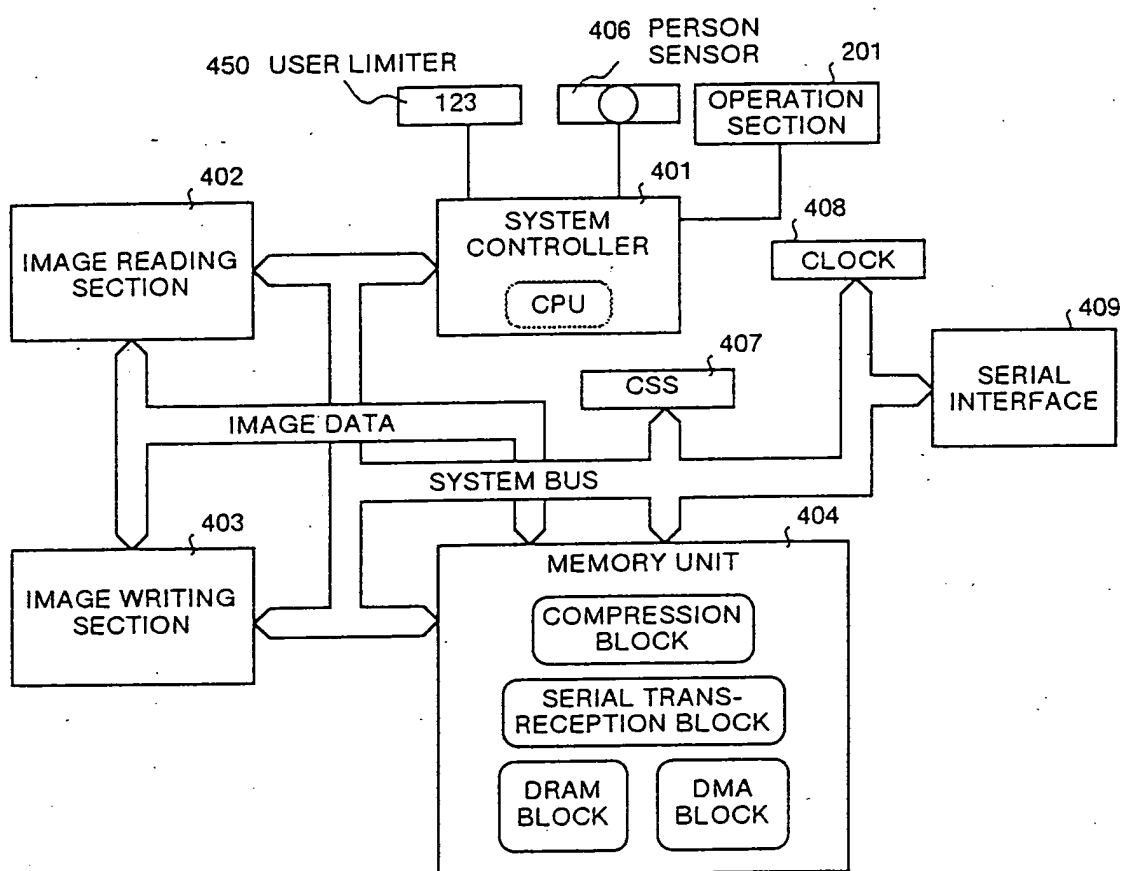 406 PERSON
SENSOR
450 USER LIMITER
201
123
OPERATION
SECTION
402
401
SYSTEM
CONTROLLER
408
IMAGE READING
SECTION
CLOCK
CPU
409
407
CSS
SERIAL
INTERFACE
IMAGE DATA
SYSTEM BUS
403
404
MEMORY UNIT
IMAGE WRITING
SECTION
COMPRESSION
BLOCK
SERIAL TRANS-
RECEPTION BLOCK
DRAM
BLOCK
DMA
BLOCK